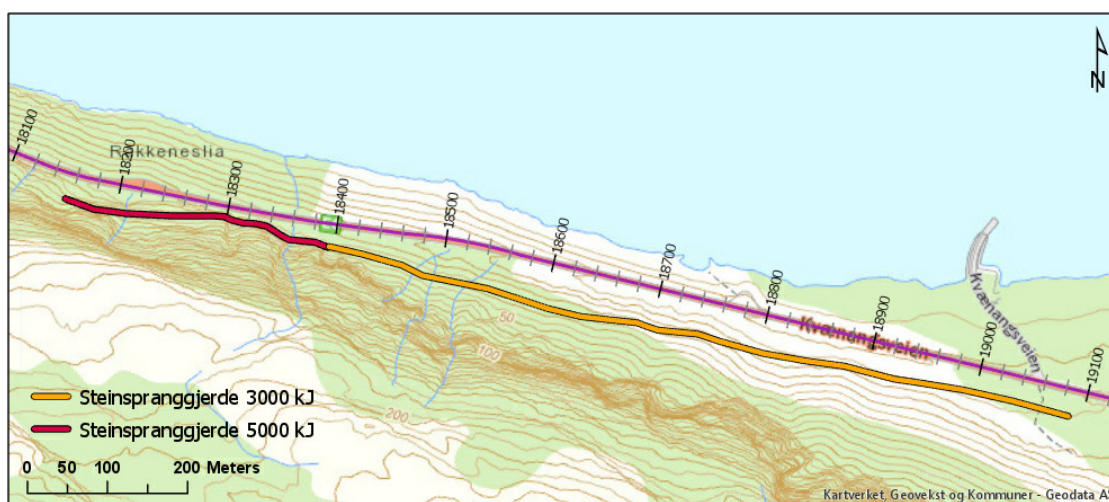 N
18100
Rakkeneslia
18200
18300
18400
18500
18600
18700
18800
18900
19000
19100
Kvænangsveien
Kvænangsveien
50
100
200
Steinspranggjerde 3000 kJ
Steinspranggjerde 5000 kJ
0 50 100 200 Meters
Kartverket, Geovekst og Kommuner - Geodata A